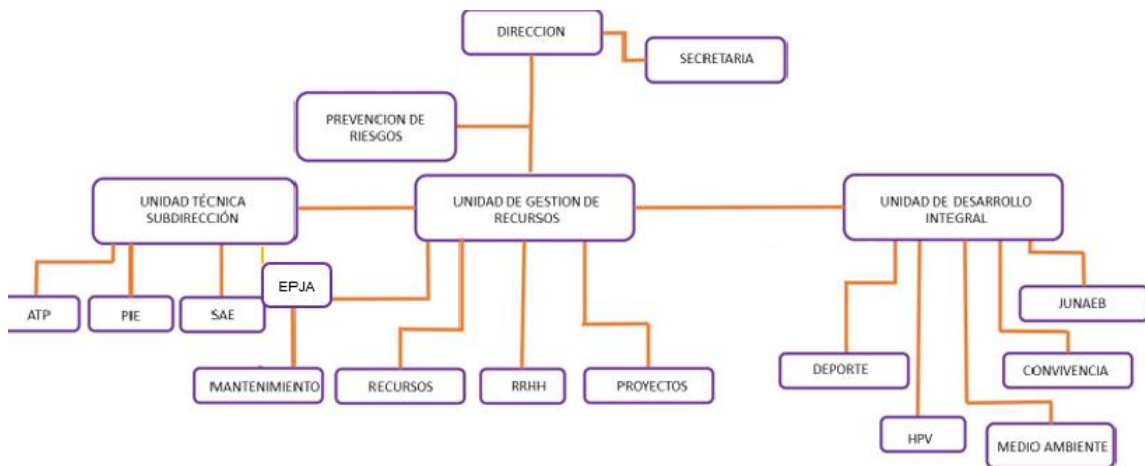 DIRECCION
SECRETARIA
PREVENCION DE
RIESGOS
UNIDAD TÉCNICA
SUBDIRECCIÓN
UNIDAD DE GESTION DE
RECURSOS
UNIDAD DE DESARROLLO
INTEGRAL
EPJA
ATP
PIE
SAE
JUNAEB
MANTENIMIENTO
RECURSOS
RRHH
PROYECTOS
DEPORTE
CONVIVENCIA
HPV
MEDIO AMBIENTE